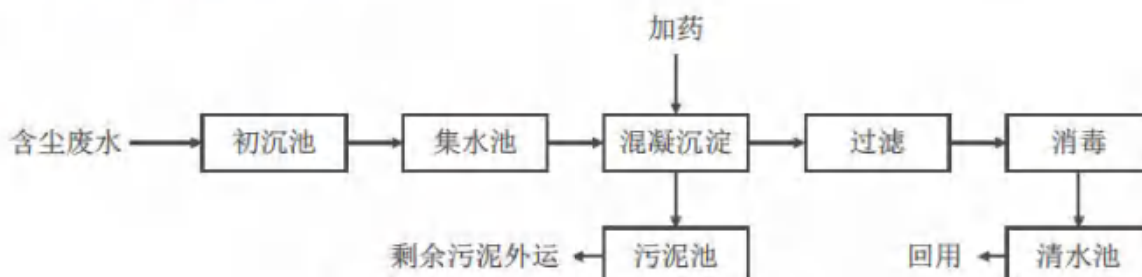 加药
含尘废水
初沉池
集水池
混凝沉淀
过滤
消毒
剩余污泥外运
污泥池
回用
清水池